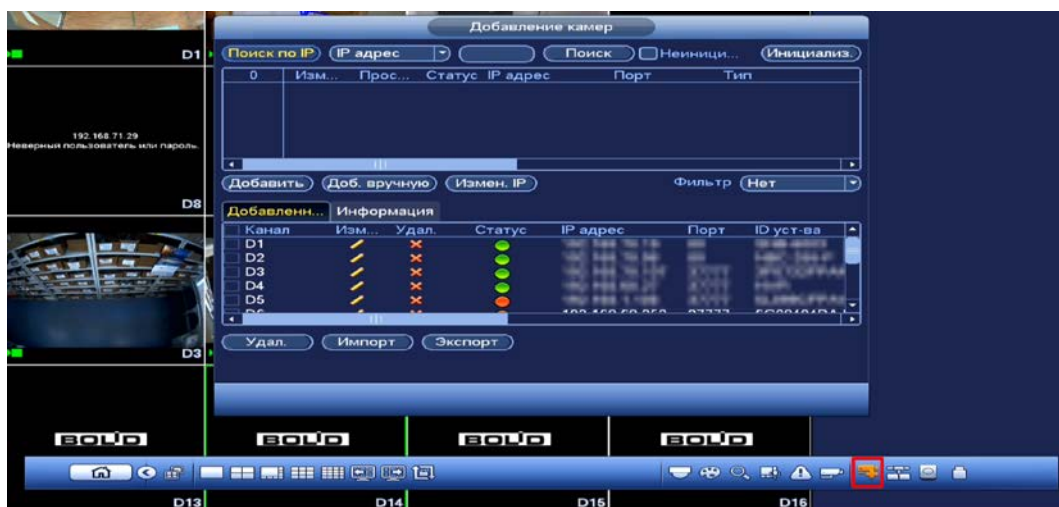 Добавление камер
D1
Поиск по IP IP адрес Поиск Неиници... Инициализ.
0 Изм... Прос... Статус IP адрес Порт Тип
192.168.71.29
Неверный пользователь или пароль.
Добавить Доб. вручную Измен. IP Фильтр Нет
D8
Добавленн... Информация
Канал Изм... Удал. Статус IP адрес Порт ID уст-ва
D1
D2
D3
D4
D5
Удал. Импорт Экспорт
D3
BOLID BOLID BOLID BOLID
D13 D14 D15 D16